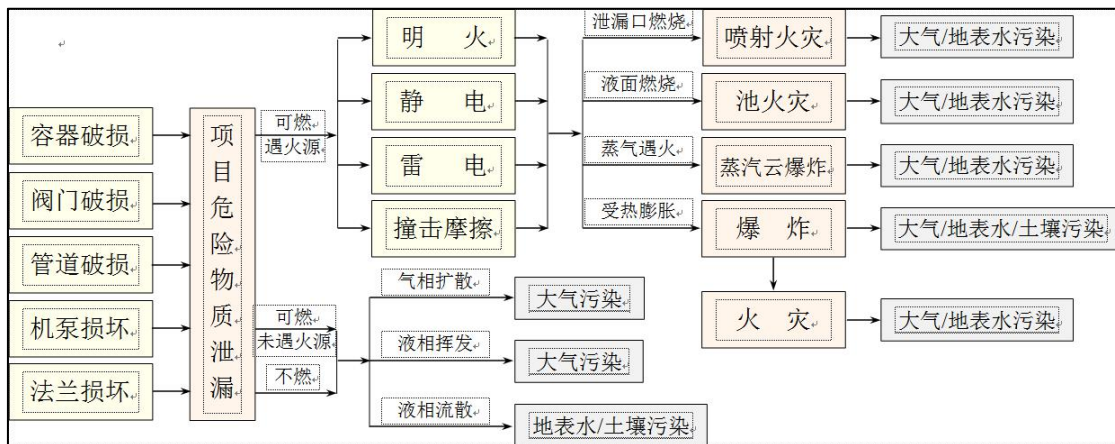 容器破损
阀门破损
管道破损
机泵损坏
法兰损坏
项目危险物质泄漏
可燃
遇火源
明 火
静 电
雷 电
撞击摩擦
泄漏口燃烧
喷射火灾
大气/地表水污染
液面燃烧
池火灾
大气/地表水污染
蒸气遇火
蒸汽云爆炸
大气/地表水污染
受热膨胀
爆 炸
大气/地表水/土壤污染
火 灾
大气/地表水污染
可燃
未遇火源
不燃
气相扩散
大气污染
液相挥发
大气污染
液相流散
地表水/土壤污染